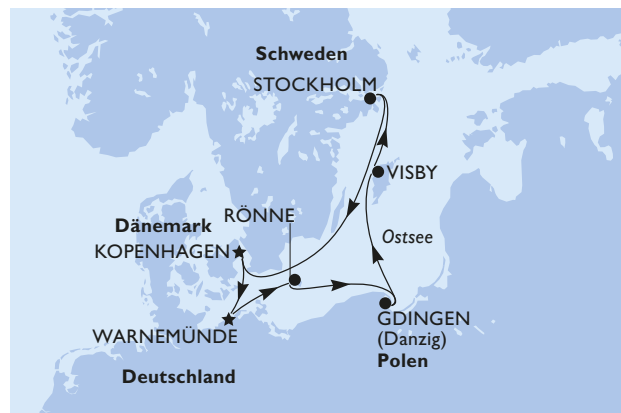 Schweden
STOCKHOLM
VISBY
RÖNNE
Dänemark
KOPENHAGEN
Ostsee
GDINGEN
(Danzig)
Polen
WARNEMÜNDE
Deutschland